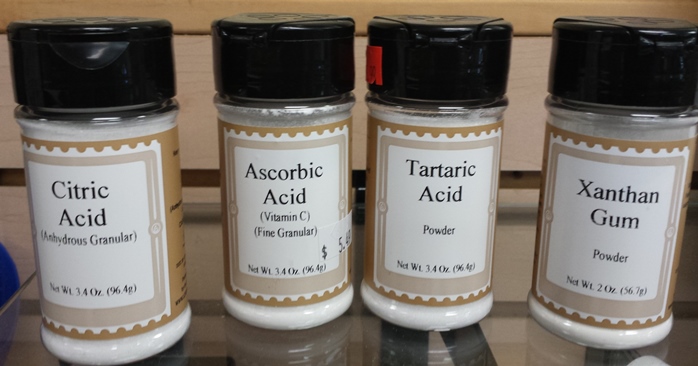 Citric
Acid
(Anhydrous Granular)
Net Wt. 3.4 Oz. (96.4g)
Ascorbic
Acid
(Vitamin C)
(Fine Granular)
$
Net Wt. 3.4 Oz. (96.4g)
Tartaric
Acid
Powder
Net Wt. 3.4 Oz. (96.4g)
Xanthan
Gum
Powder
Net Wt. 2 Oz. (56.7g)